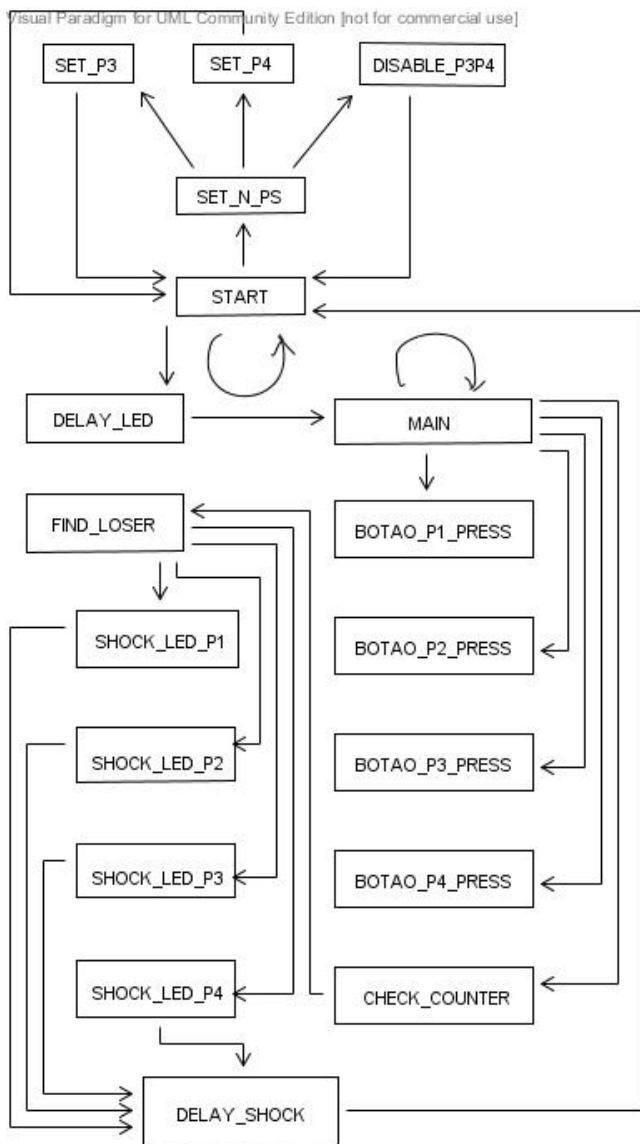 Visual Paradigm for UML Community Edition [not for commercial use]
SET_P3
SET_P4
DISABLE_P3P4
SET_N_PS
START
DELAY_LED
MAIN
FIND_LOSER
BOTAO_P1_PRESS
SHOCK_LED_P1
BOTAO_P2_PRESS
SHOCK_LED_P2
BOTAO_P3_PRESS
SHOCK_LED_P3
BOTAO_P4_PRESS
SHOCK_LED_P4
CHECK_COUNTER
DELAY_SHOCK